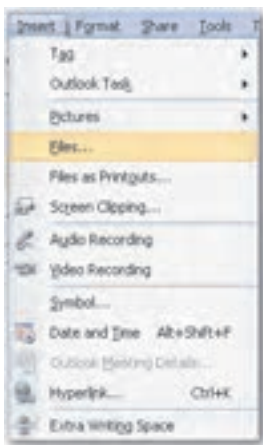 Insert Format Share Tools T
Tag
Outlook Task
Pictures
Files...
Files as Printouts...
Screen Clipping...
Audio Recording
Video Recording
Symbol...
Date and Time Alt+Shift+F
Outlook Meeting Details...
Hyperlink... Ctrl+K
Extra Writing Space